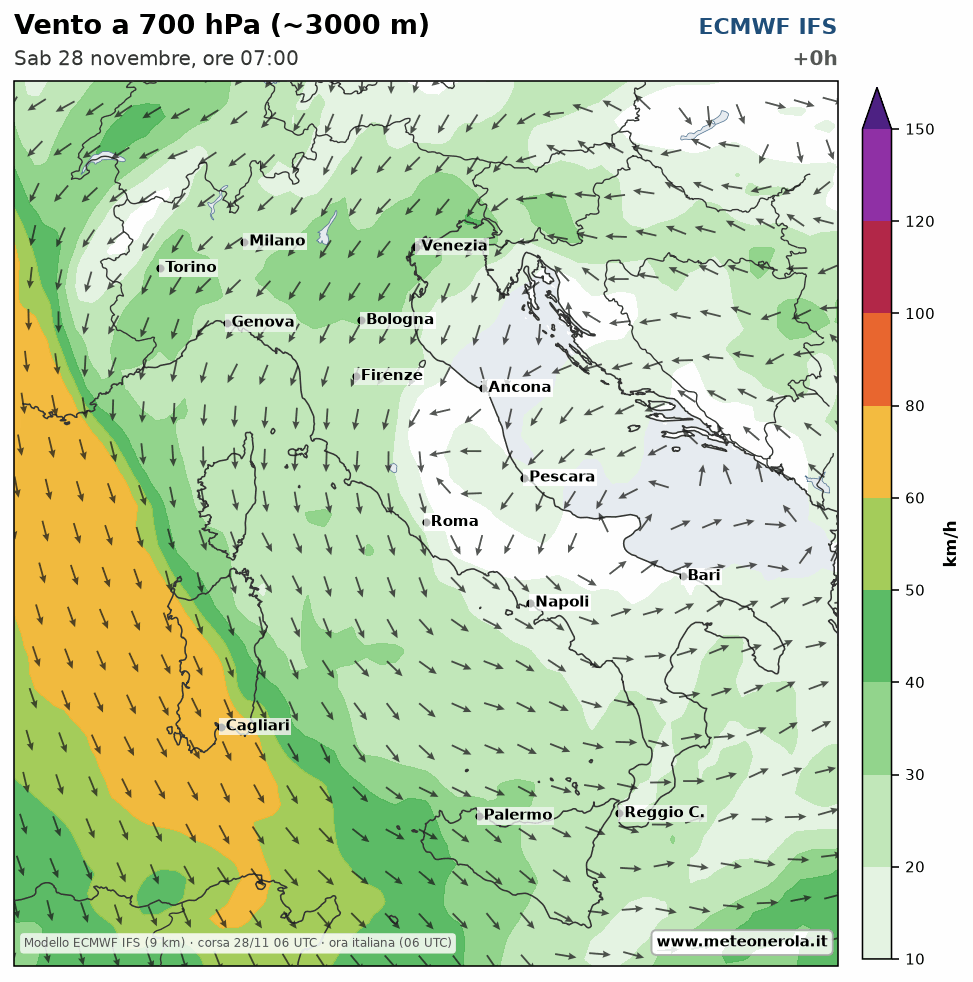 Vento a 700 hPa (~3000 m)
ECMWF IFS
Sab 28 novembre, ore 07:00
+0h
150
120
100
80
60
50
40
30
20
10
km/h
Milano
Venezia
Torino
Genova
Bologna
Firenze
Ancona
Pescara
Roma
Bari
Napoli
Cagliari
Palermo
Reggio C.
Modello ECMWF IFS (9 km) · corsa 28/11 06 UTC · ora italiana (06 UTC)
www.meteonerola.it